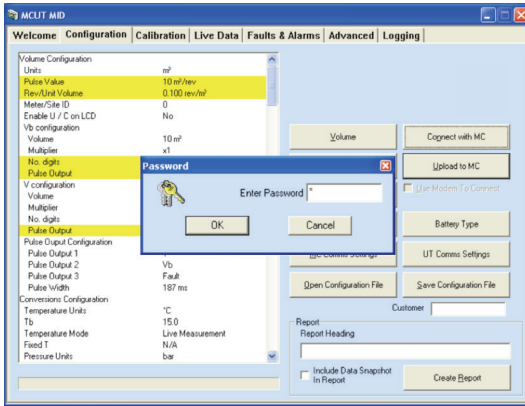 MCUT MID
Welcome Configuration Calibration Live Data Faults & Alarms Advanced Logging
Volume Configuration
Units m³
Pulse Value 10 m³/rev
Rev/Unit Volume 0.100 rev/m³
Meter/Site ID 0
Enable U / C on LCD No
Vb configuration
Volume 10 m³
Multiplier x1
No. digits
Pulse Output
V configuration
Volume
Multiplier
No. digits
Pulse Output
Pulse Ouput Configuration
Pulse Output 1
Pulse Output 2 Vb
Pulse Output 3 Fault
Pulse Width 187 ms
Conversions Configuration
Temperature Units °C
Tb 15.0
Temperature Mode Live Measurement
Fixed T N/A
Pressure Units bar
Volume
Connect with MC
Upload to MC
Use Modem To Connect
Battery Type
MC Comms Settings
UT Comms Settings
Open Configuration File
Save Configuration File
Customer
Report
Report Heading
Include Data Snapshot
In Report
Create Report
Password
Enter Password *
OK Cancel